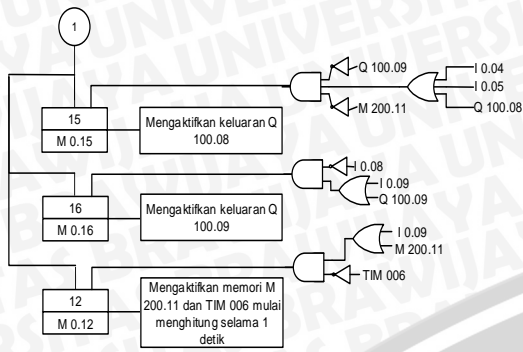 1
Q 100.09
I 0.04
I 0.05
Q 100.08
M 200.11
15
M 0.15
Mengaktifkan keluaran Q
100.08
I 0.08
I 0.09
Q 100.09
16
M 0.16
Mengaktifkan keluaran Q
100.09
I 0.09
M 200.11
TIM 006
12
M 0.12
Mengaktifkan memori M
200.11 dan TIM 006 mulai
menghitung selama 1
detik